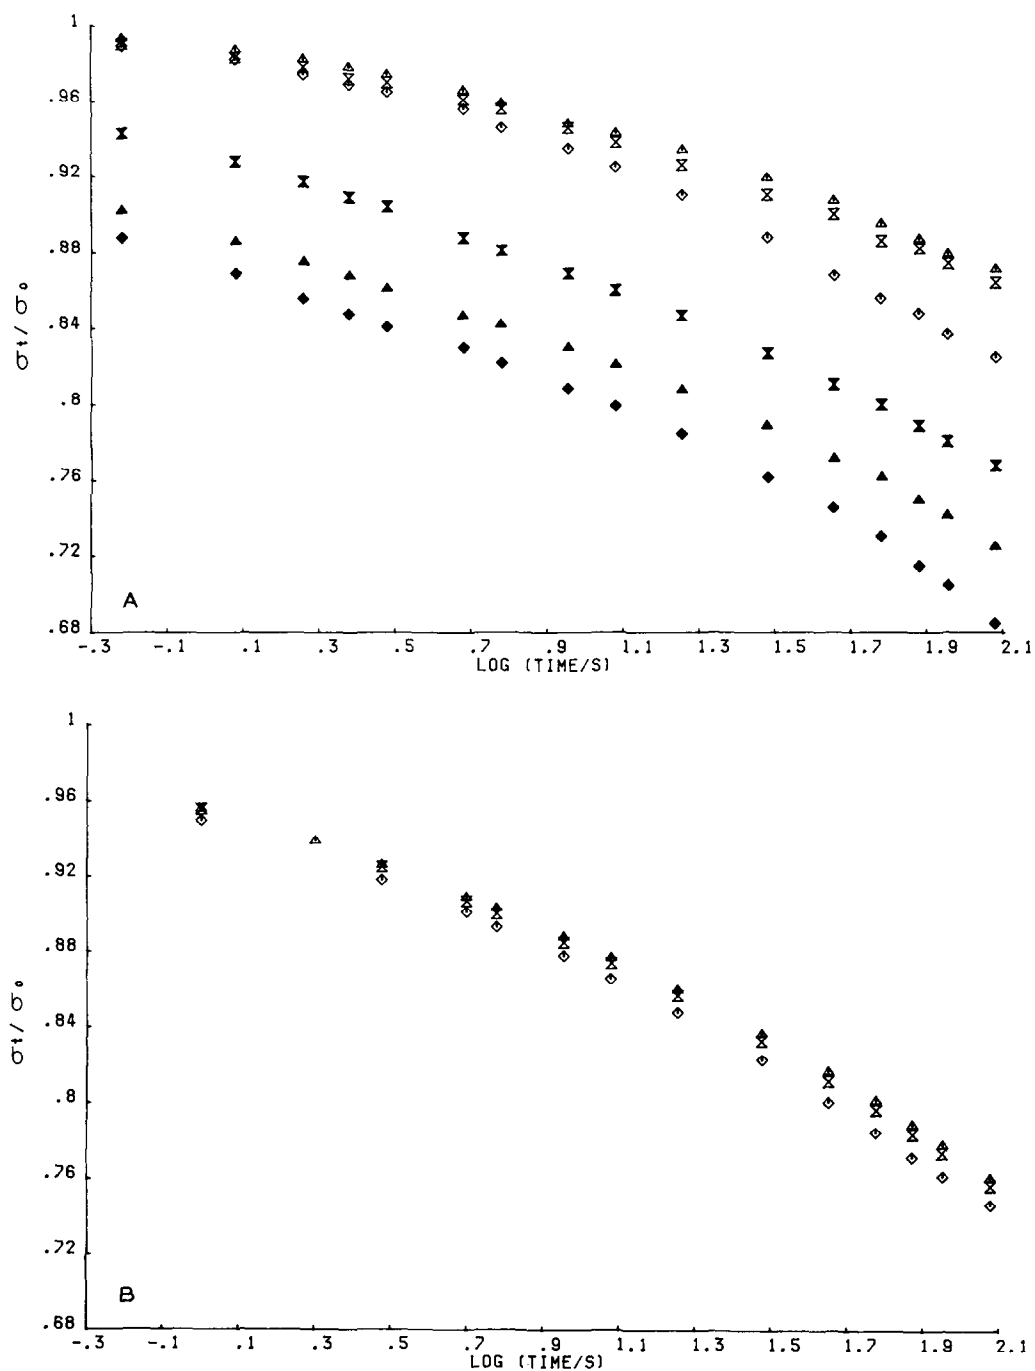 1
.96
.92
.88
.84
.8
.76
.72
.68
σt/σ₀
A
-.3 -.1 .1 .3 .5 .7 .9 1.1 1.3 1.5 1.7 1.9 2.1
LOG (TIME/S)
1
.96
.92
.88
.84
.8
.76
.72
.68
σt/σ₀
B
-.3 -.1 .1 .3 .5 .7 .9 1.1 1.3 1.5 1.7 1.9 2.1
LOG (TIME/S)